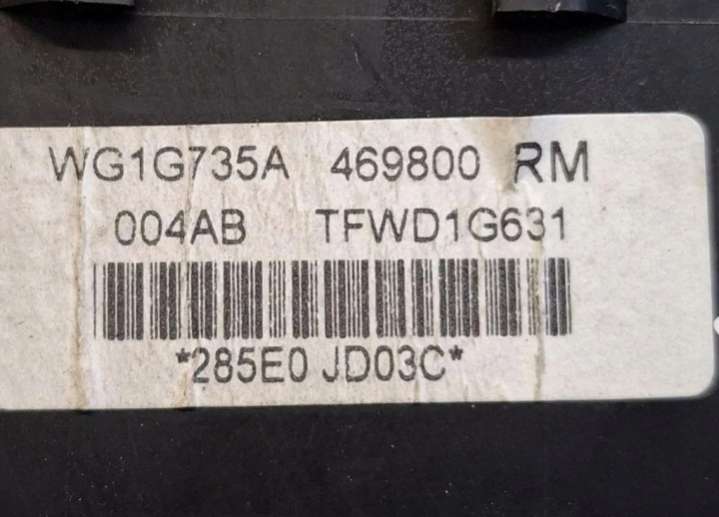 WG1G735A 469800 RM
004AB TFWD1G631
*285E0 JD03C*